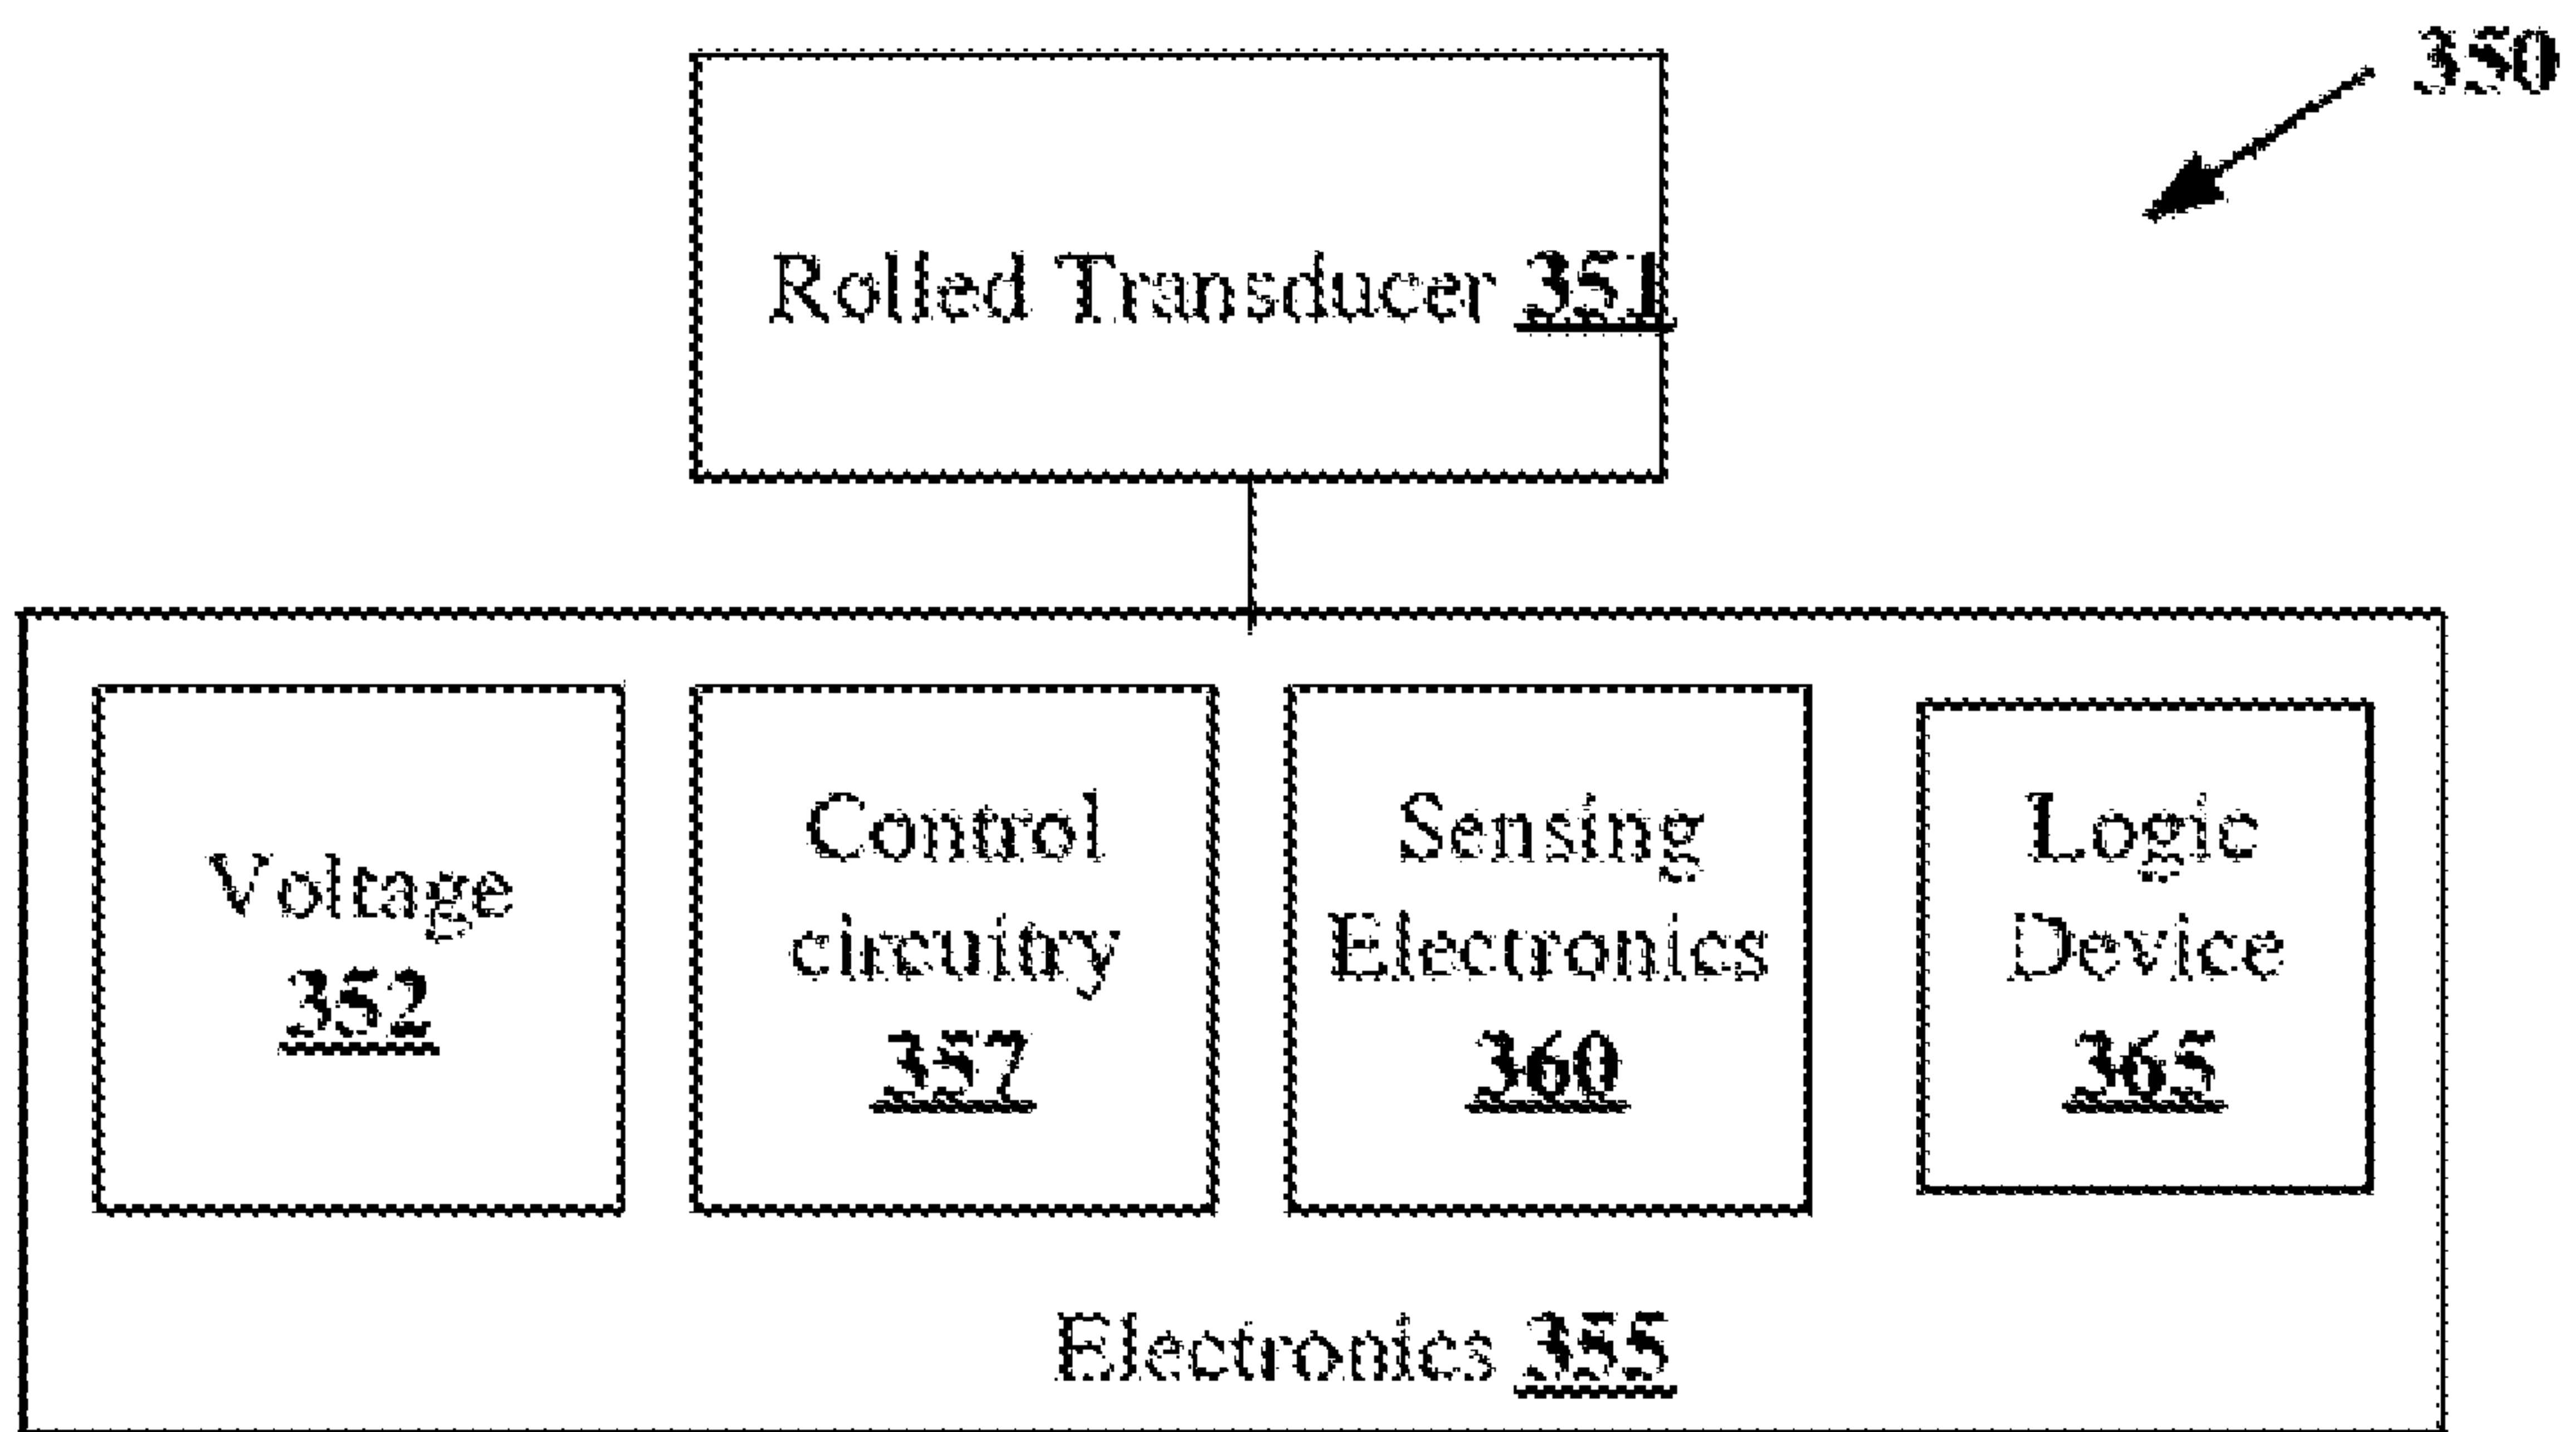 350
Rolled Transducer 351
Voltage
352
Control
circuitry
357
Sensing
Electronics
360
Logic
Device
365
Electronics 355